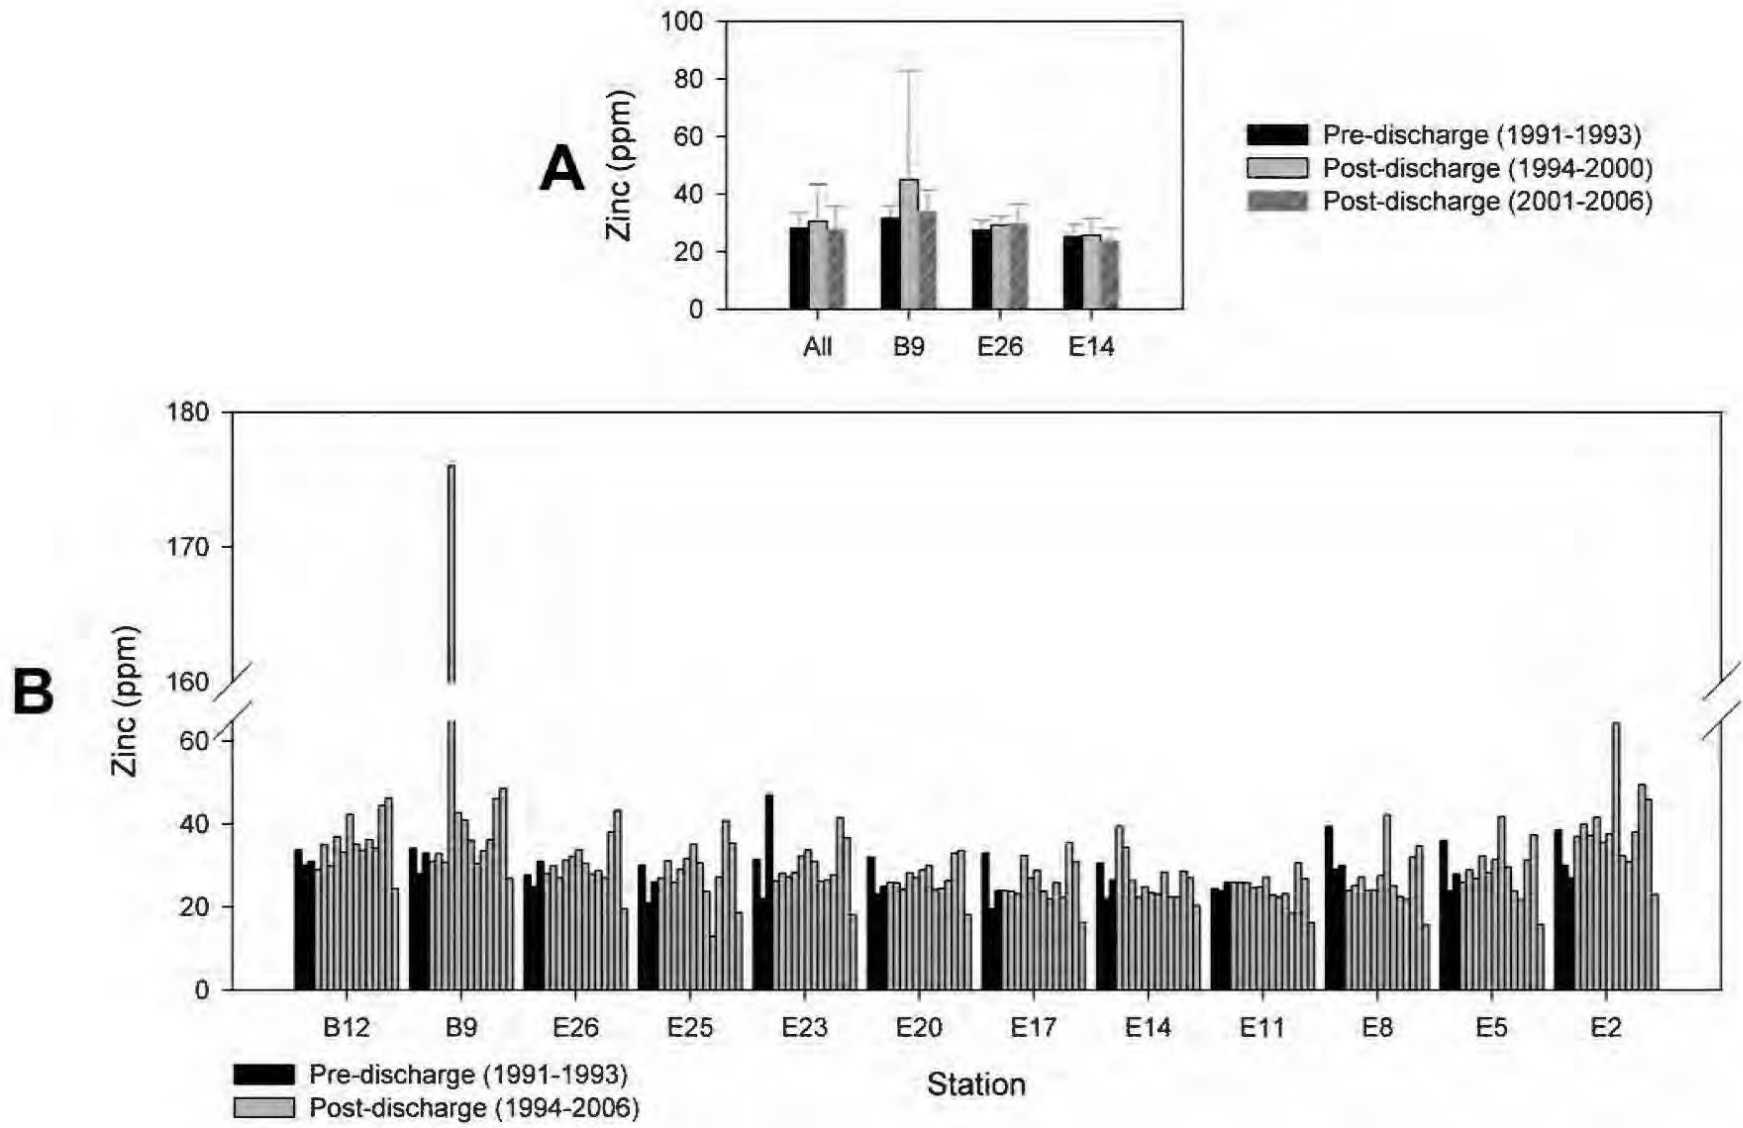 A
Zinc (ppm)
100
80
60
40
20
0
All B9 E26 E14
Pre-discharge (1991-1993)
Post-discharge (1994-2000)
Post-discharge (2001-2006)
B
Zinc (ppm)
180
170
160
60
40
20
0
B12 B9 E26 E25 E23 E20 E17 E14 E11 E8 E5 E2
Station
Pre-discharge (1991-1993)
Post-discharge (1994-2006)